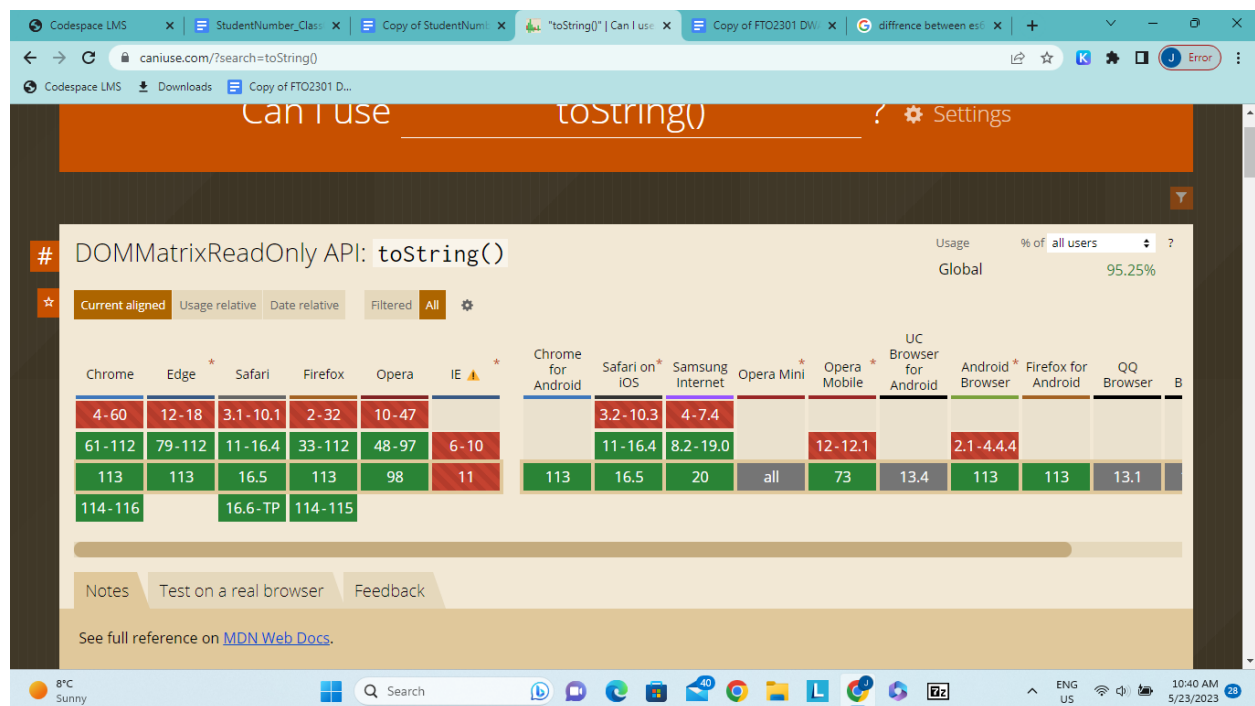 Codespace LMS
StudentNumber_Class
Copy of StudentNumb
"toString()" | Can I use
Copy of FTO2301 DWA
diffrence between es6
caniuse.com/?search=toString()
K
J Error
Codespace LMS Downloads Copy of FTO2301 D...
Can I use toString() ? Settings
#
DOMMatrixReadOnly API: toString()
Usage % of all users ?
Global 95.25%
Current aligned Usage relative Date relative Filtered All
Chrome Edge * Safari Firefox Opera IE * Chrome for Android Safari on iOS * Samsung Internet Opera Mini * Opera Mobile * UC Browser for Android Android Browser * Firefox for Android QQ Browser B
4-60 12-18 3.1-10.1 2-32 10-47 3.2-10.3 4-7.4
61-112 79-112 11-16.4 33-112 48-97 6-10 11-16.4 8.2-19.0 12-12.1 2.1-4.4.4
113 113 16.5 113 98 11 113 16.5 20 all 73 13.4 113 113 13.1
114-116 16.6-TP 114-115
Notes Test on a real browser Feedback
See full reference on MDN Web Docs.
8°C
Sunny
Search
40
L
J
7z
ENG
US
10:40 AM
5/23/2023
28